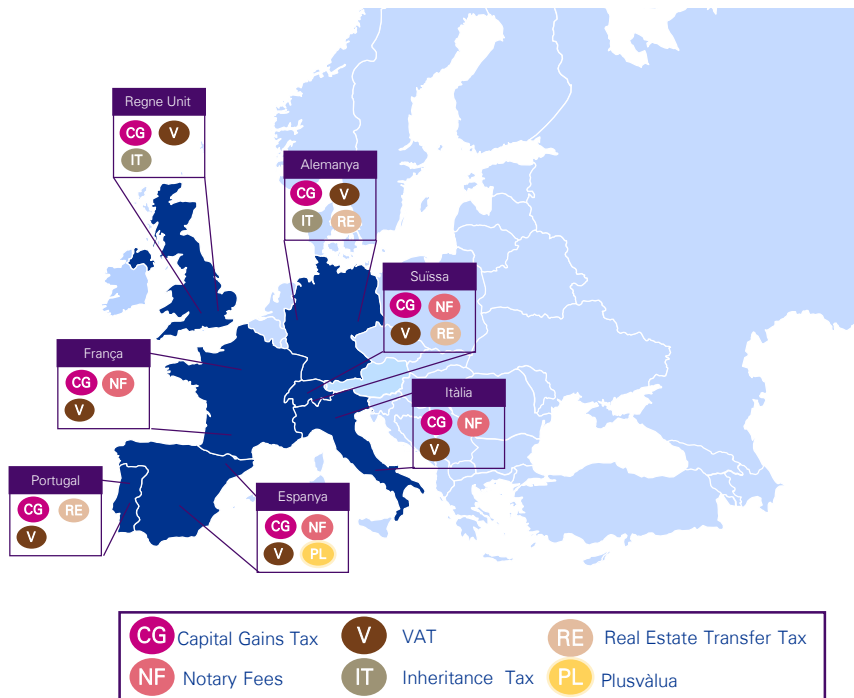 Regne Unit
CG V
IT
Alemanya
CG V
IT RE
Suïssa
CG NF
V RE
França
CG NF
V
Itàlia
CG NF
V
Portugal
CG RE
V
Espanya
CG NF
V PL
CG Capital Gains Tax V VAT RE Real Estate Transfer Tax
NF Notary Fees IT Inheritance Tax PL Plusvàlua